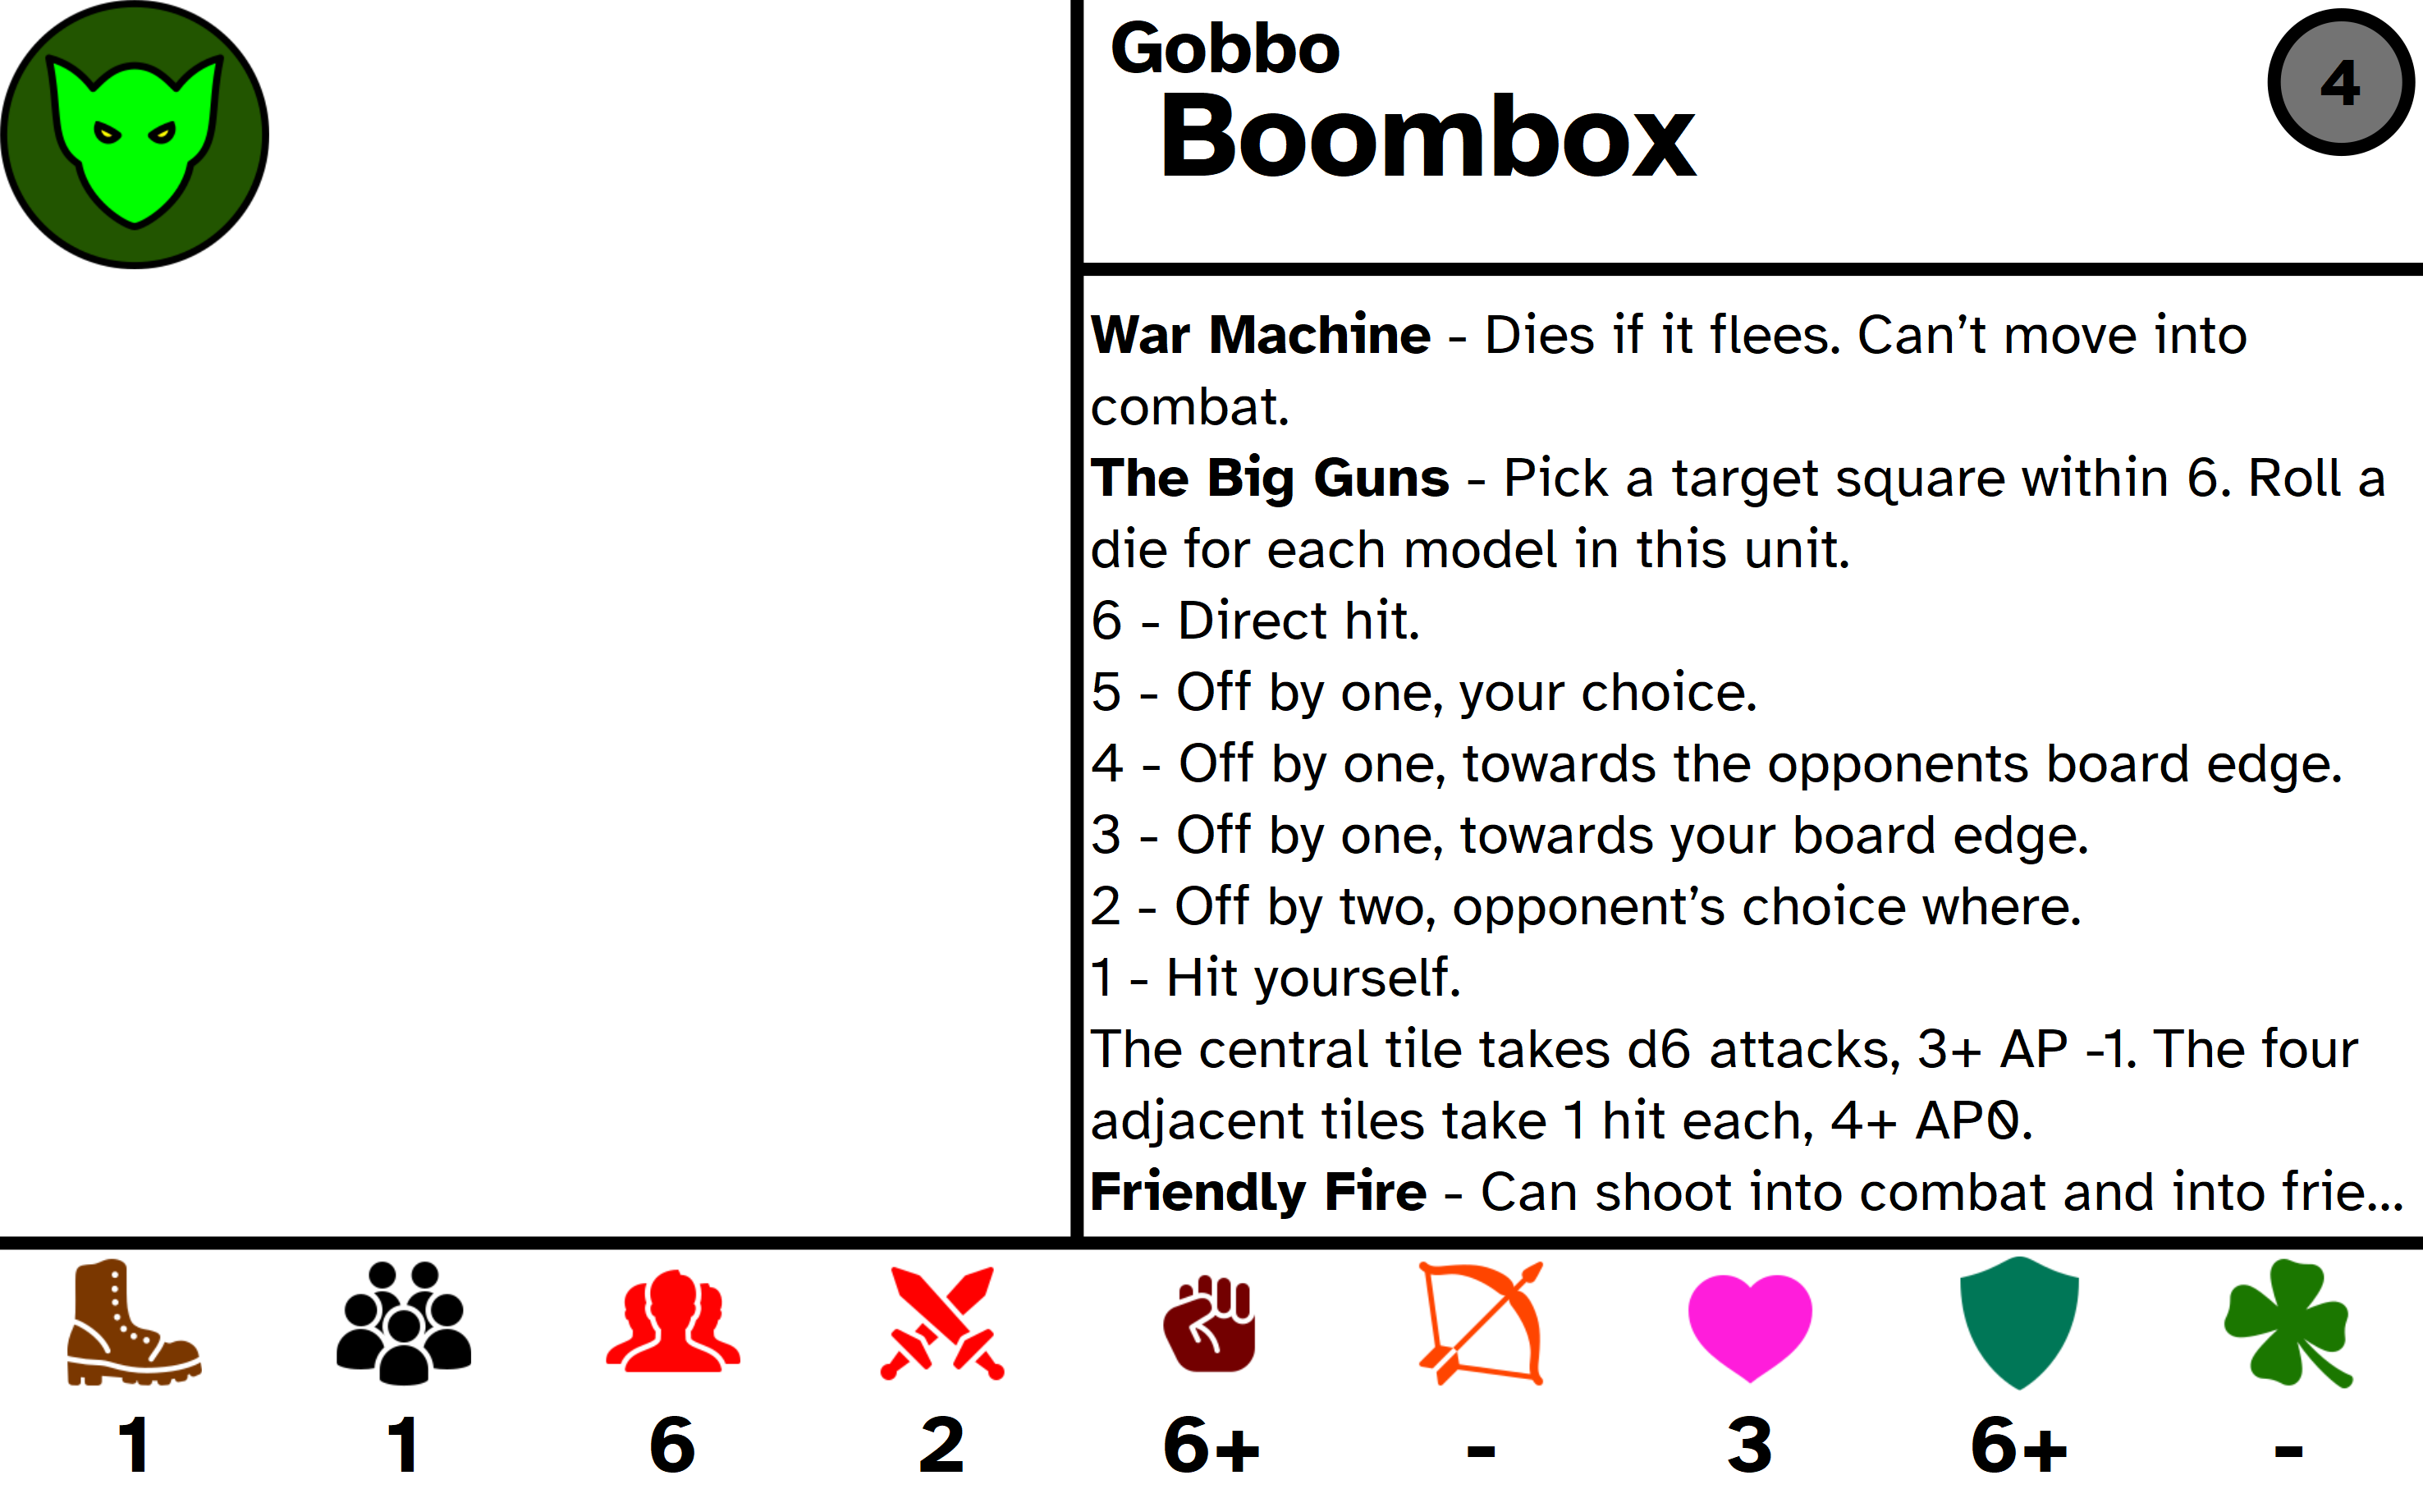 Gobbo
Boombox
4
War Machine - Dies if it flees. Can’t move into
combat.
The Big Guns - Pick a target square within 6. Roll a
die for each model in this unit.
6 - Direct hit.
5 - Off by one, your choice.
4 - Off by one, towards the opponents board edge.
3 - Off by one, towards your board edge.
2 - Off by two, opponent’s choice where.
1 - Hit yourself.
The central tile takes d6 attacks, 3+ AP -1. The four
adjacent tiles take 1 hit each, 4+ AP0.
Friendly Fire - Can shoot into combat and into frie...
1 1 6 2 6+ - 3 6+ -